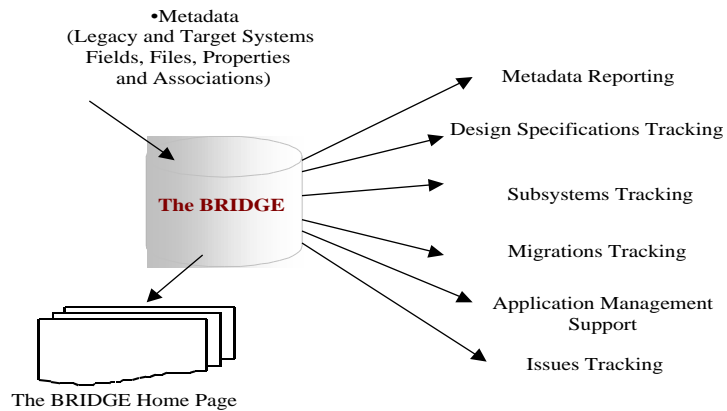 •Metadata
(Legacy and Target Systems
Fields, Files, Properties
and Associations)
Metadata Reporting
Design Specifications Tracking
Subsystems Tracking
The BRIDGE
Migrations Tracking
Application Management
Support
Issues Tracking
The BRIDGE Home Page